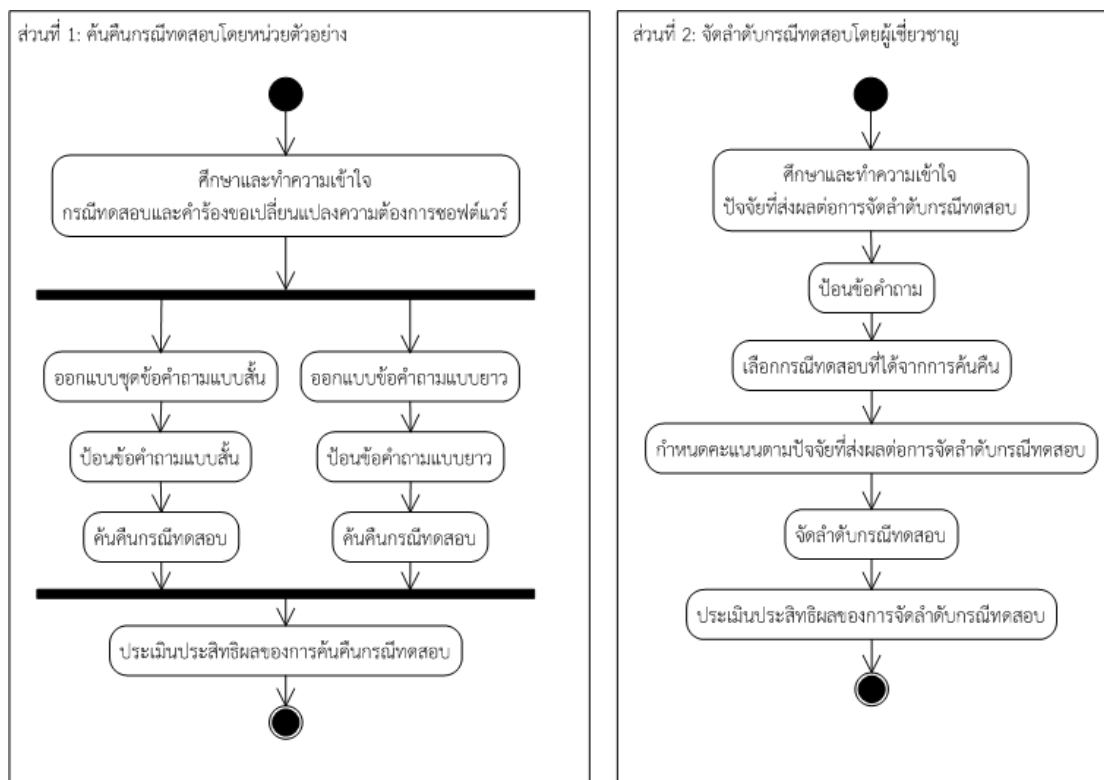 ส่วนที่ 1: ค้นคืนกรณีทดสอบโดยหน่วยตัวอย่าง
ศึกษาและทำความเข้าใจ
กรณีทดสอบและคำร้องขอเปลี่ยนแปลงความต้องการซอฟต์แวร์
ออกแบบชุดข้อคำถามแบบสั้น
ออกแบบข้อคำถามแบบยาว
ป้อนข้อคำถามแบบสั้น
ป้อนข้อคำถามแบบยาว
ค้นคืนกรณีทดสอบ
ค้นคืนกรณีทดสอบ
ประเมินประสิทธิผลของการค้นคืนกรณีทดสอบ
ส่วนที่ 2: จัดลำดับกรณีทดสอบโดยผู้เชี่ยวชาญ
ศึกษาและทำความเข้าใจ
ปัจจัยที่ส่งผลต่อการจัดลำดับกรณีทดสอบ
ป้อนข้อคำถาม
เลือกกรณีทดสอบที่ได้จากการค้นคืน
กำหนดคะแนนตามปัจจัยที่ส่งผลต่อการจัดลำดับกรณีทดสอบ
จัดลำดับกรณีทดสอบ
ประเมินประสิทธิผลของการจัดลำดับกรณีทดสอบ